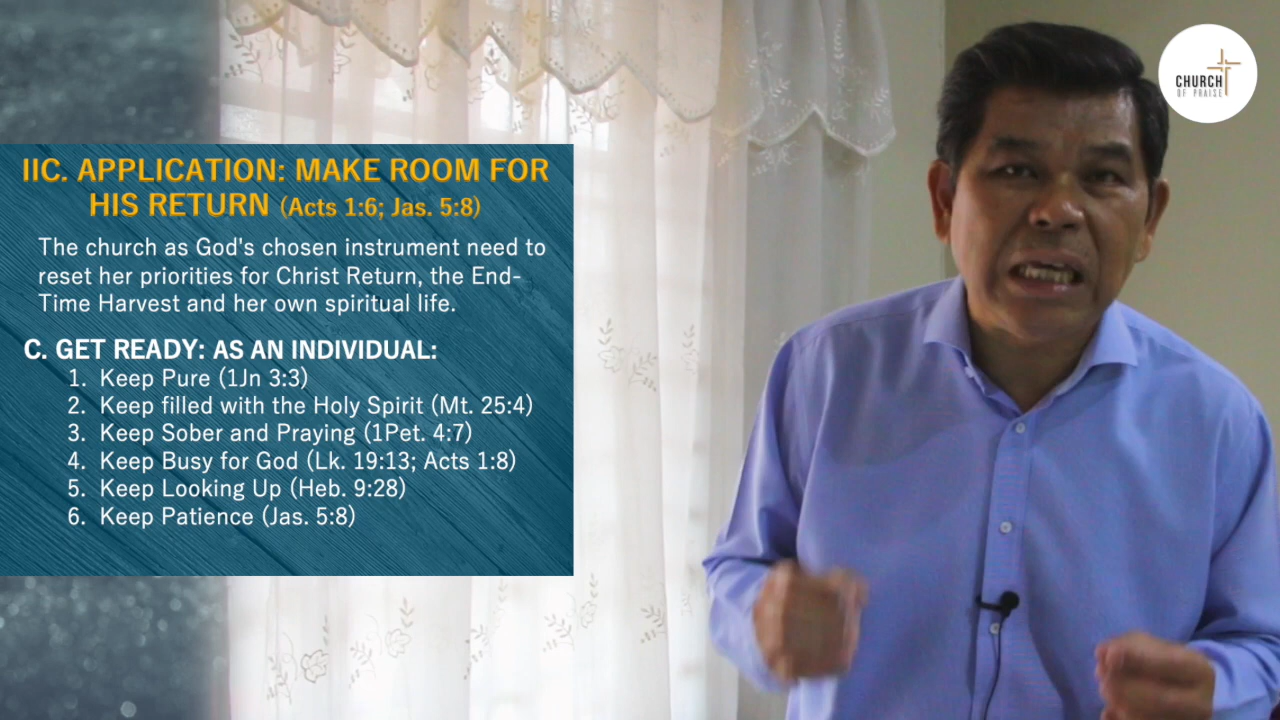 IIC. APPLICATION: MAKE ROOM FOR
HIS RETURN (Acts 1:6; Jas. 5:8)
The church as God's chosen instrument need to
reset her priorities for Christ Return, the End-
Time Harvest and her own spiritual life.
C. GET READY: AS AN INDIVIDUAL:
1. Keep Pure (1Jn 3:3)
2. Keep filled with the Holy Spirit (Mt. 25:4)
3. Keep Sober and Praying (1Pet. 4:7)
4. Keep Busy for God (Lk. 19:13; Acts 1:8)
5. Keep Looking Up (Heb. 9:28)
6. Keep Patience (Jas. 5:8)
CHURCH
OF PRAISE